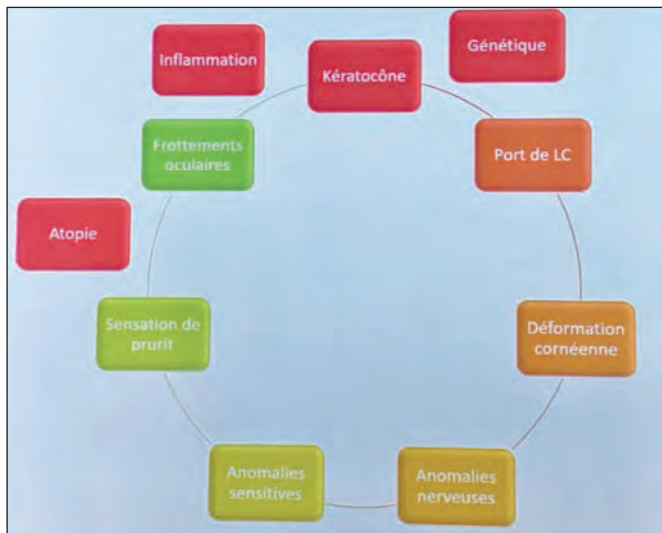 Génétique
Inflammation
Kératocône
Frottements
oculaires
Port de LC
Atopie
Sensation de
prurit
Déformation
cornéenne
Anomalies
sensitives
Anomalies
nerveuses